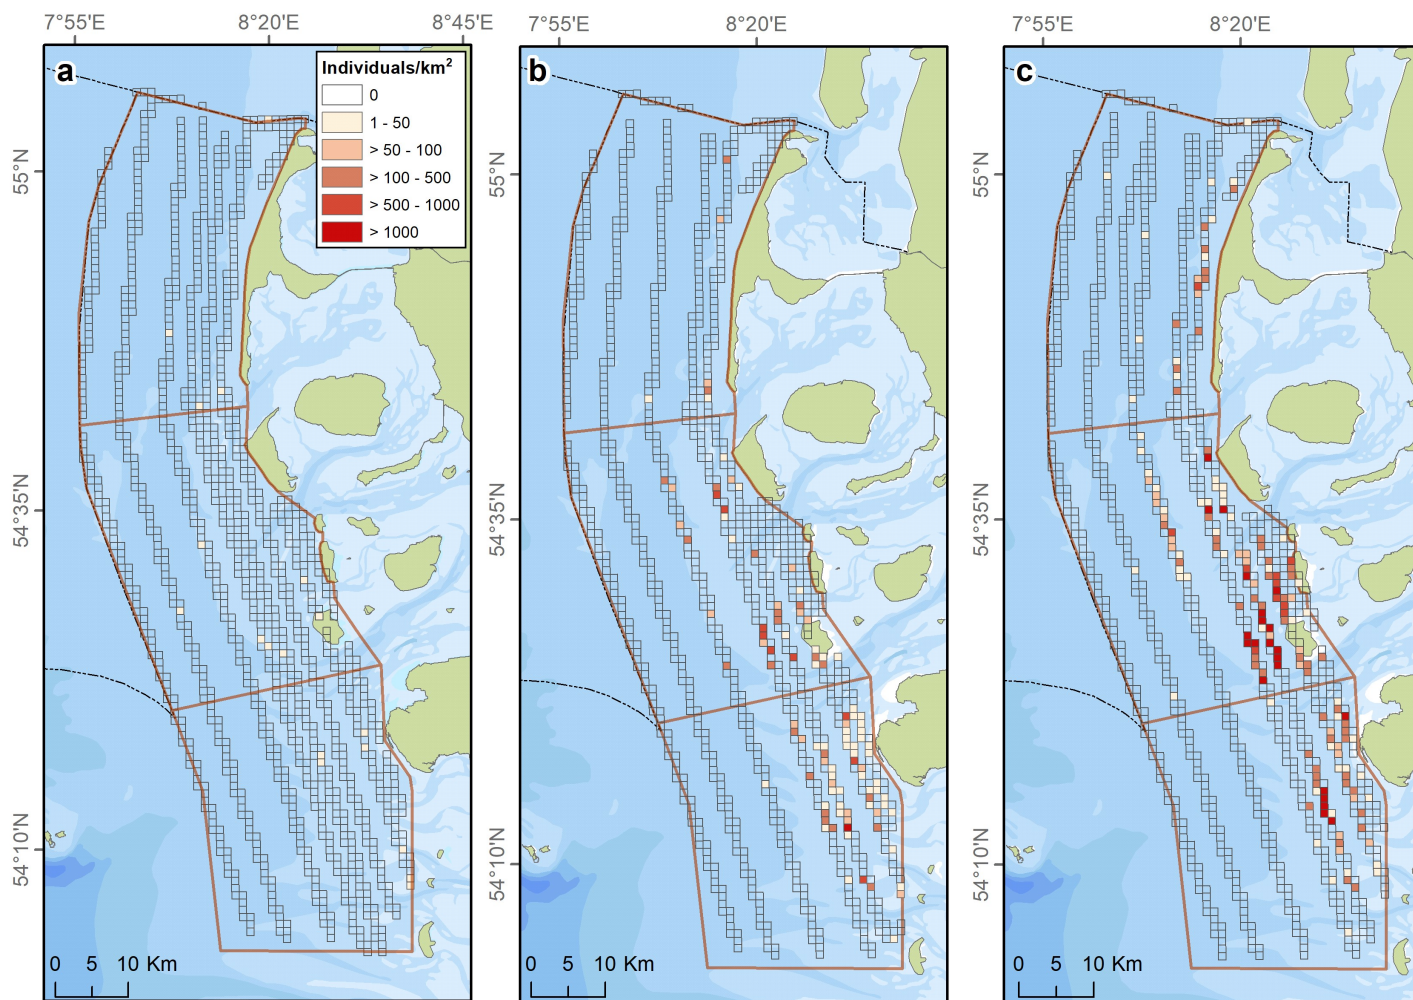 7°55'E 8°20'E 8°45'E 7°55'E 8°20'E 7°55'E 8°20'E
a b c
Individuals/km²
0
1 - 50
> 50 - 100
> 100 - 500
> 500 - 1000
> 1000
55°N 55°N 55°N
54°35'N 54°35'N 54°35'N
54°10'N 54°10'N 54°10'N
0 5 10 Km 0 5 10 Km 0 5 10 Km